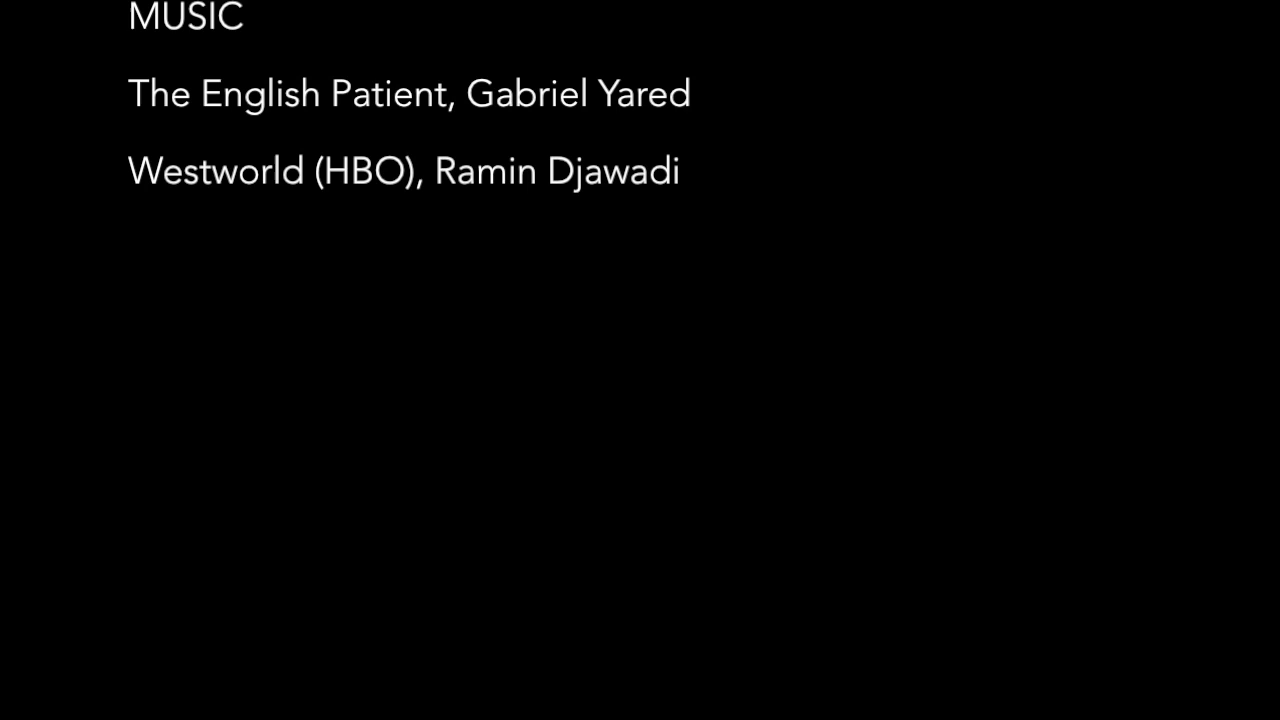 MUSIC
The English Patient, Gabriel Yared
Westworld (HBO), Ramin Djawadi